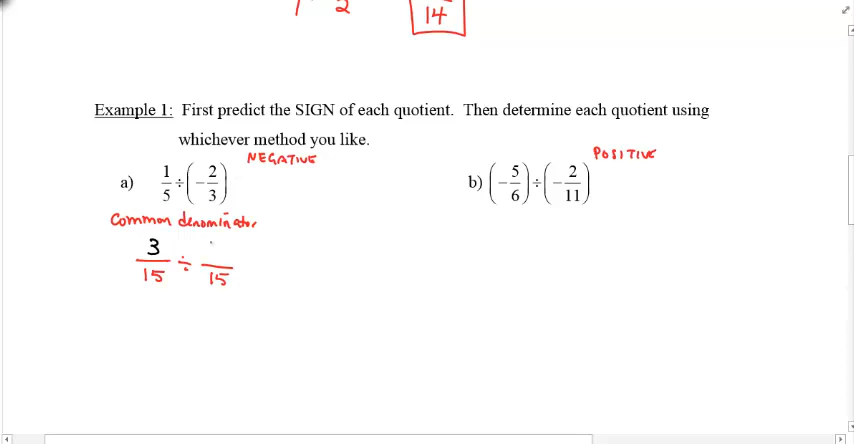 2
14
Example 1: First predict the SIGN of each quotient. Then determine each quotient using
whichever method you like.
NEGATIVE
POSITIVE
a) 1/5 ÷ (−2/3)
b) (−5/6) ÷ (−2/11)
Common denominator
3/15 ÷ /15